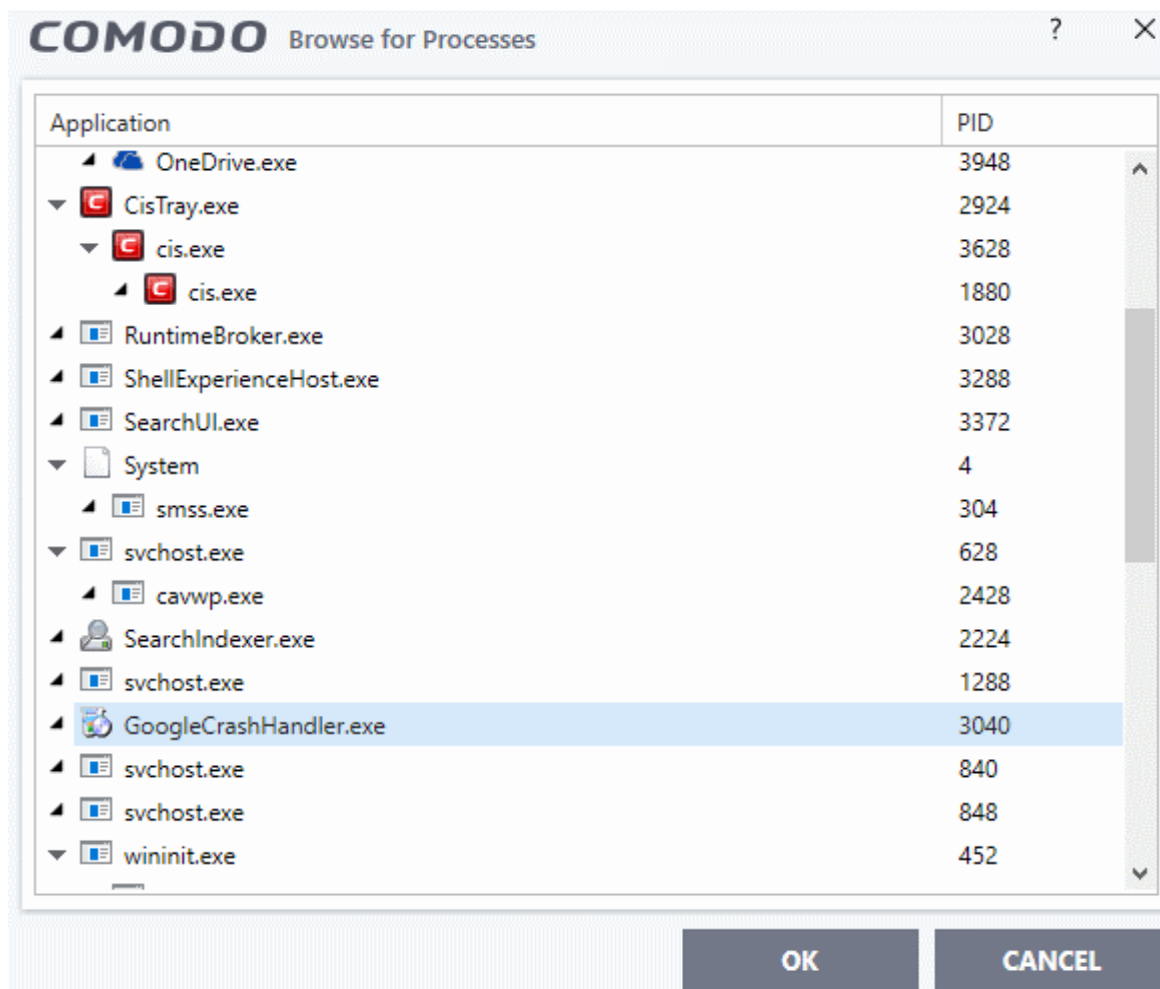 COMODO Browse for Processes ?
Application PID
OneDrive.exe 3948
CisTray.exe 2924
cis.exe 3628
cis.exe 1880
RuntimeBroker.exe 3028
ShellExperienceHost.exe 3288
SearchUI.exe 3372
System 4
smss.exe 304
svchost.exe 628
cavwp.exe 2428
SearchIndexer.exe 2224
svchost.exe 1288
GoogleCrashHandler.exe 3040
svchost.exe 840
svchost.exe 848
wininit.exe 452
OK CANCEL